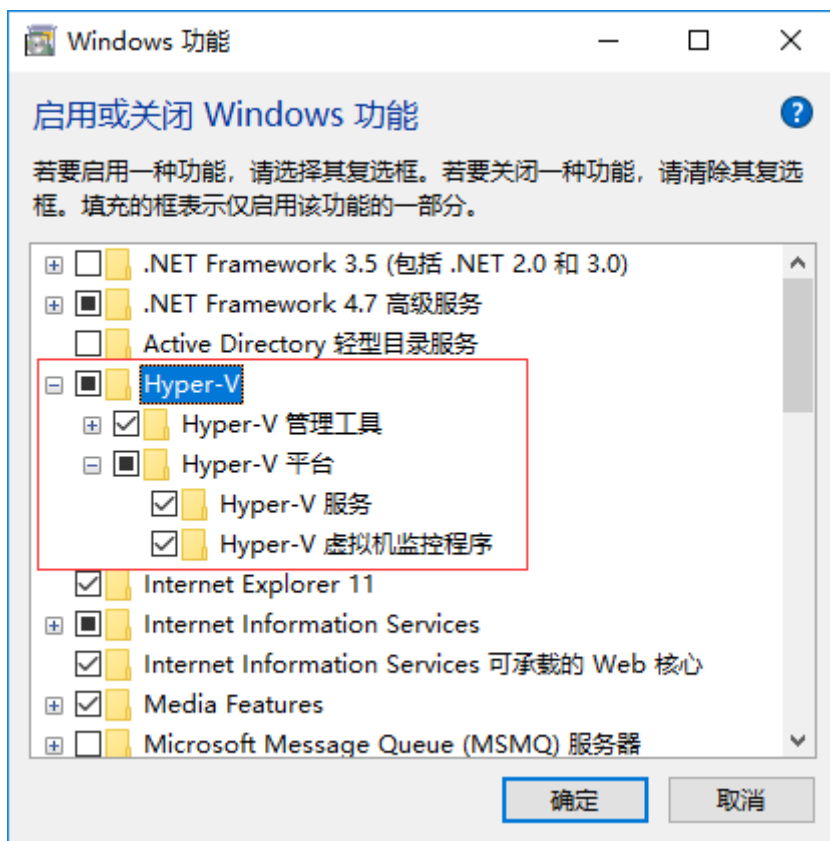 Windows 功能
启用或关闭 Windows 功能
若要启用一种功能，请选择其复选框。若要关闭一种功能，请清除其复选
框。填充的框表示仅启用该功能的一部分。
.NET Framework 3.5 (包括 .NET 2.0 和 3.0)
.NET Framework 4.7 高级服务
Active Directory 轻型目录服务
Hyper-V
Hyper-V 管理工具
Hyper-V 平台
Hyper-V 服务
Hyper-V 虚拟机监控程序
Internet Explorer 11
Internet Information Services
Internet Information Services 可承载的 Web 核心
Media Features
Microsoft Message Queue (MSMQ) 服务器
确定
取消